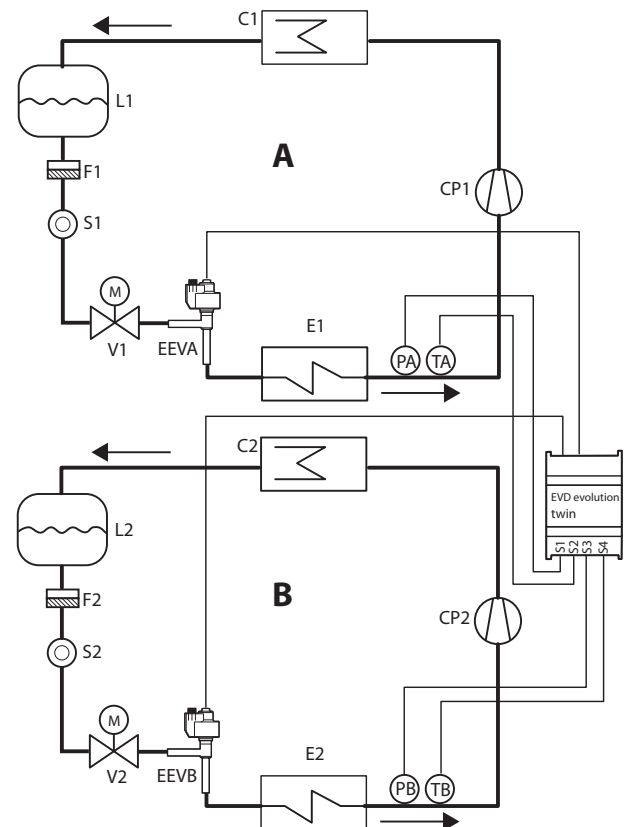 C1
L1
A
F1
CP1
S1
M
E1
V1
EEVA
PA
TA
C2
EVD evolution
twin
L2
S1
S2
S3
S4
B
F2
CP2
S2
M
E2
V2
EEVB
PB
TB